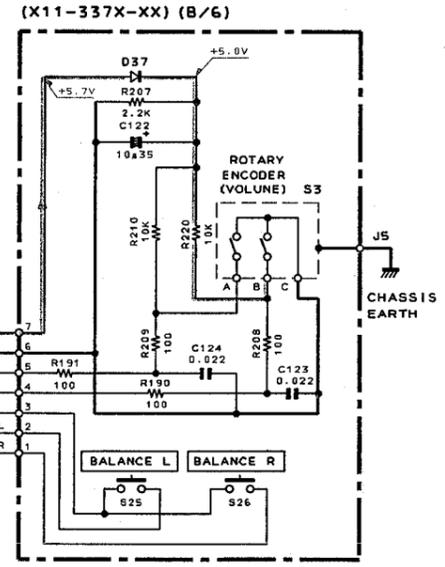 (X11-337X-XX) (B/6)
+5.0V
D37
+5.7V
R207
2.2K
C122
+
10a35
ROTARY
ENCODER
(VOLUNE) S3
R210
10K
R220
10K
J5
A B C
CHASSIS
EARTH
7
6
R209
100
C124
0.022
R208
100
5
R191
100
C123
0.022
4
R190
100
3
L 2
R 1
BALANCE L
BALANCE R
S25
S26